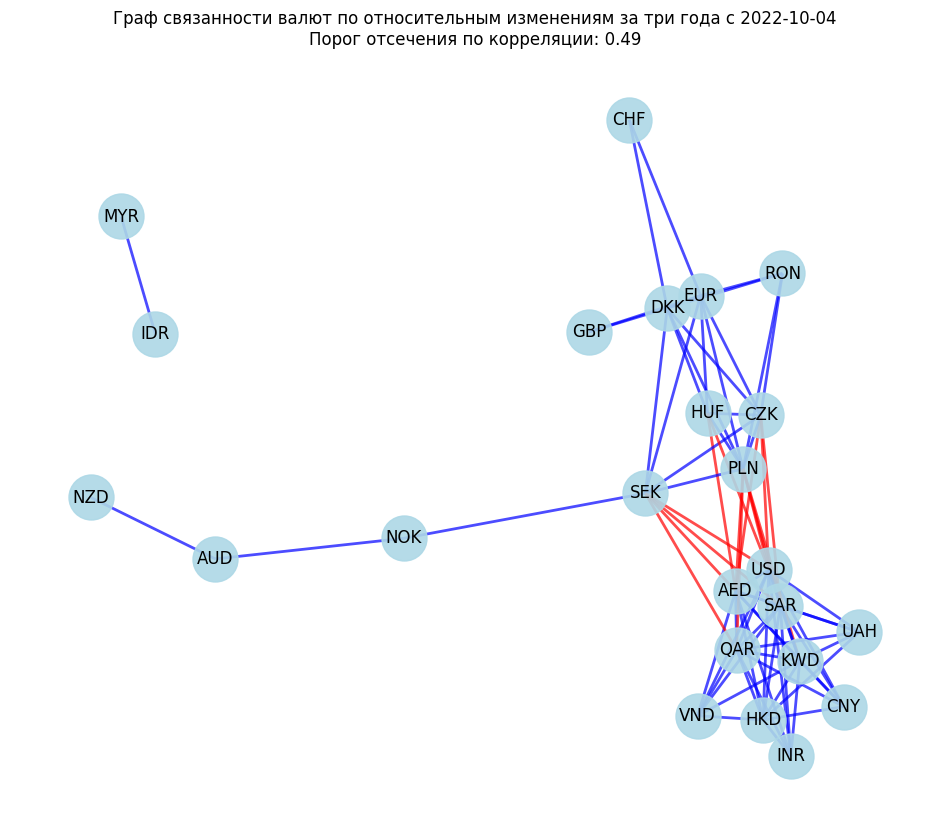 Граф связанности валют по относительным изменениям за три года с 2022-10-04
Порог отсечения по корреляции: 0.49
CHF
MYR
RON
EUR
DKK
GBP
IDR
HUF
CZK
PLN
SEK
NZD
NOK
AUD
USD
AED
SAR
UAH
QAR
KWD
CNY
VND
HKD
INR